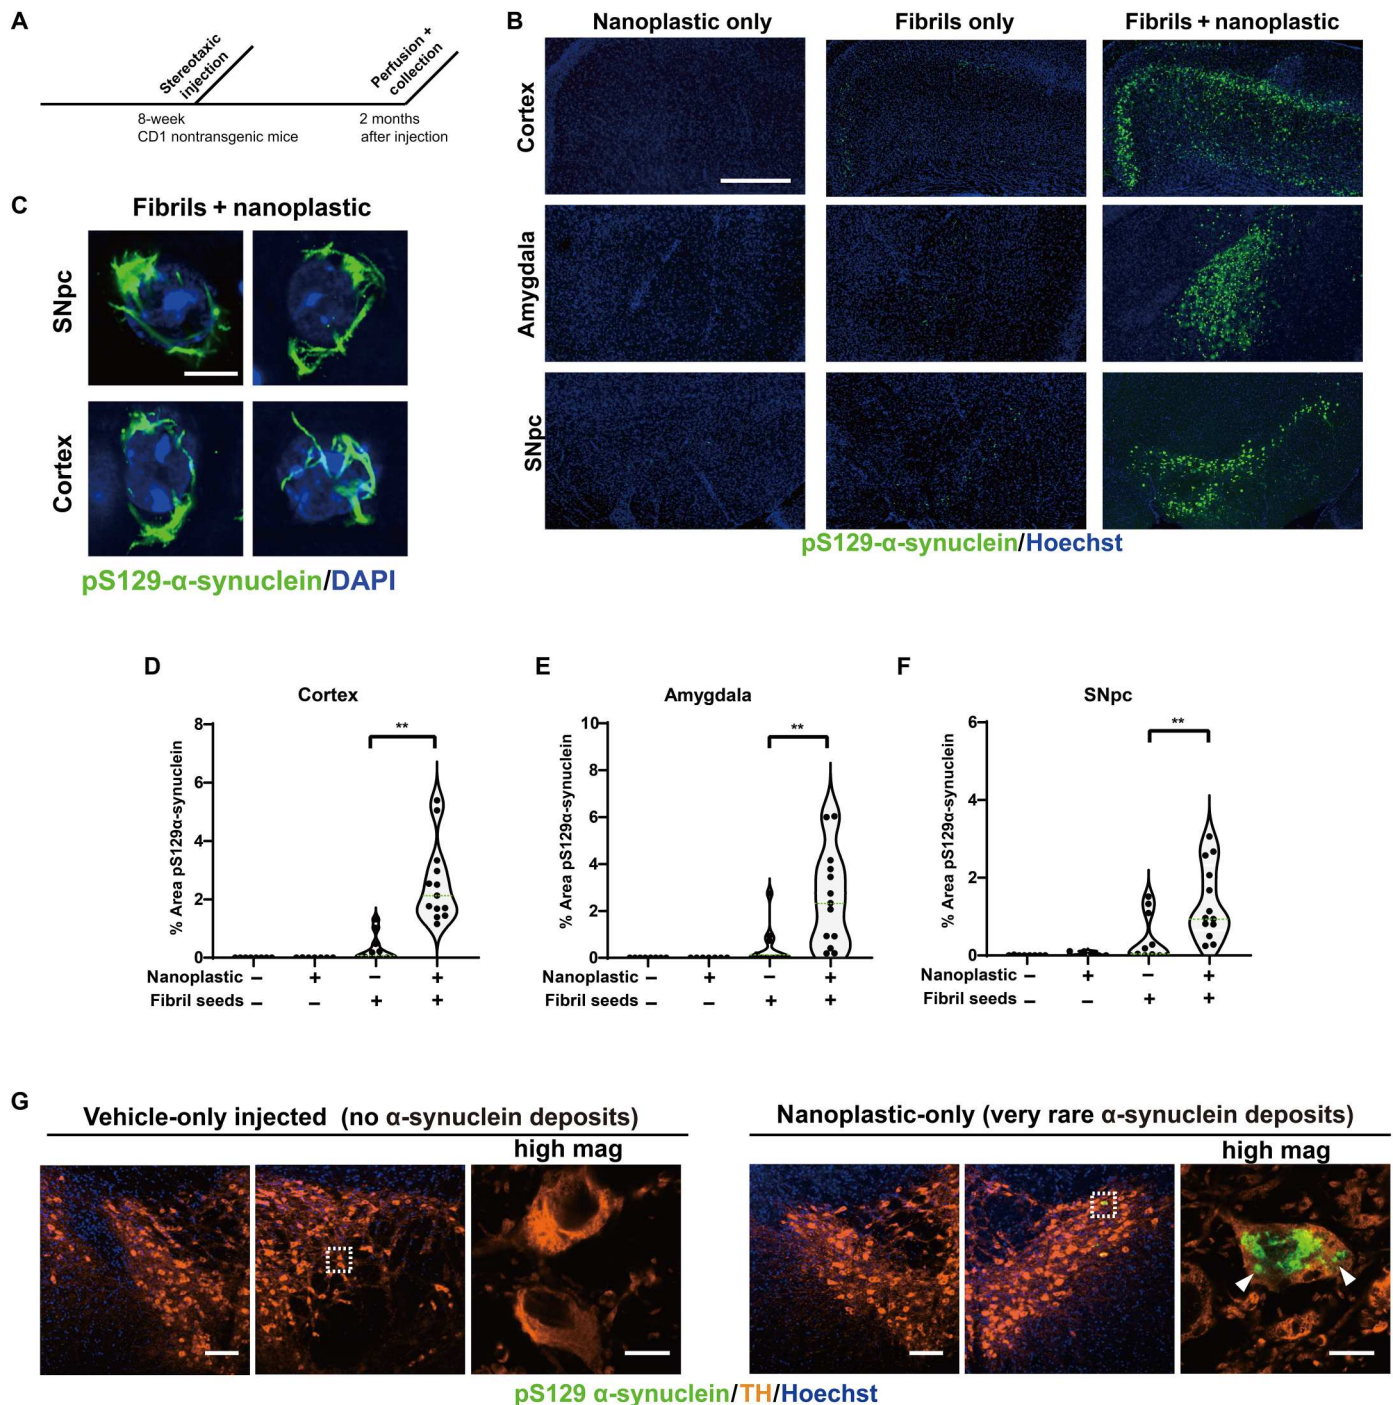 A
Stereotaxic
injection
Perfusion +
collection
8-week
CD1 nontransgenic mice
2 months
after injection
B
Nanoplastic only
Fibrils only
Fibrils + nanoplastic
Cortex
Amygdala
SNpc
pS129-α-synuclein/Hoechst
C
Fibrils + nanoplastic
SNpc
Cortex
pS129-α-synuclein/DAPI
D
Cortex
% Area pS129α-synuclein
8
6
4
2
0
**
Nanoplastic – + – +
Fibril seeds – – + +
E
Amygdala
% Area pS129α-synuclein
10
8
6
4
2
0
**
Nanoplastic – + – +
Fibril seeds – – + +
F
SNpc
% Area pS129α-synuclein
6
4
2
0
**
Nanoplastic – + – +
Fibril seeds – – + +
G
Vehicle-only injected (no α-synuclein deposits)
high mag
Nanoplastic-only (very rare α-synuclein deposits)
high mag
pS129 α-synuclein/TH/Hoechst